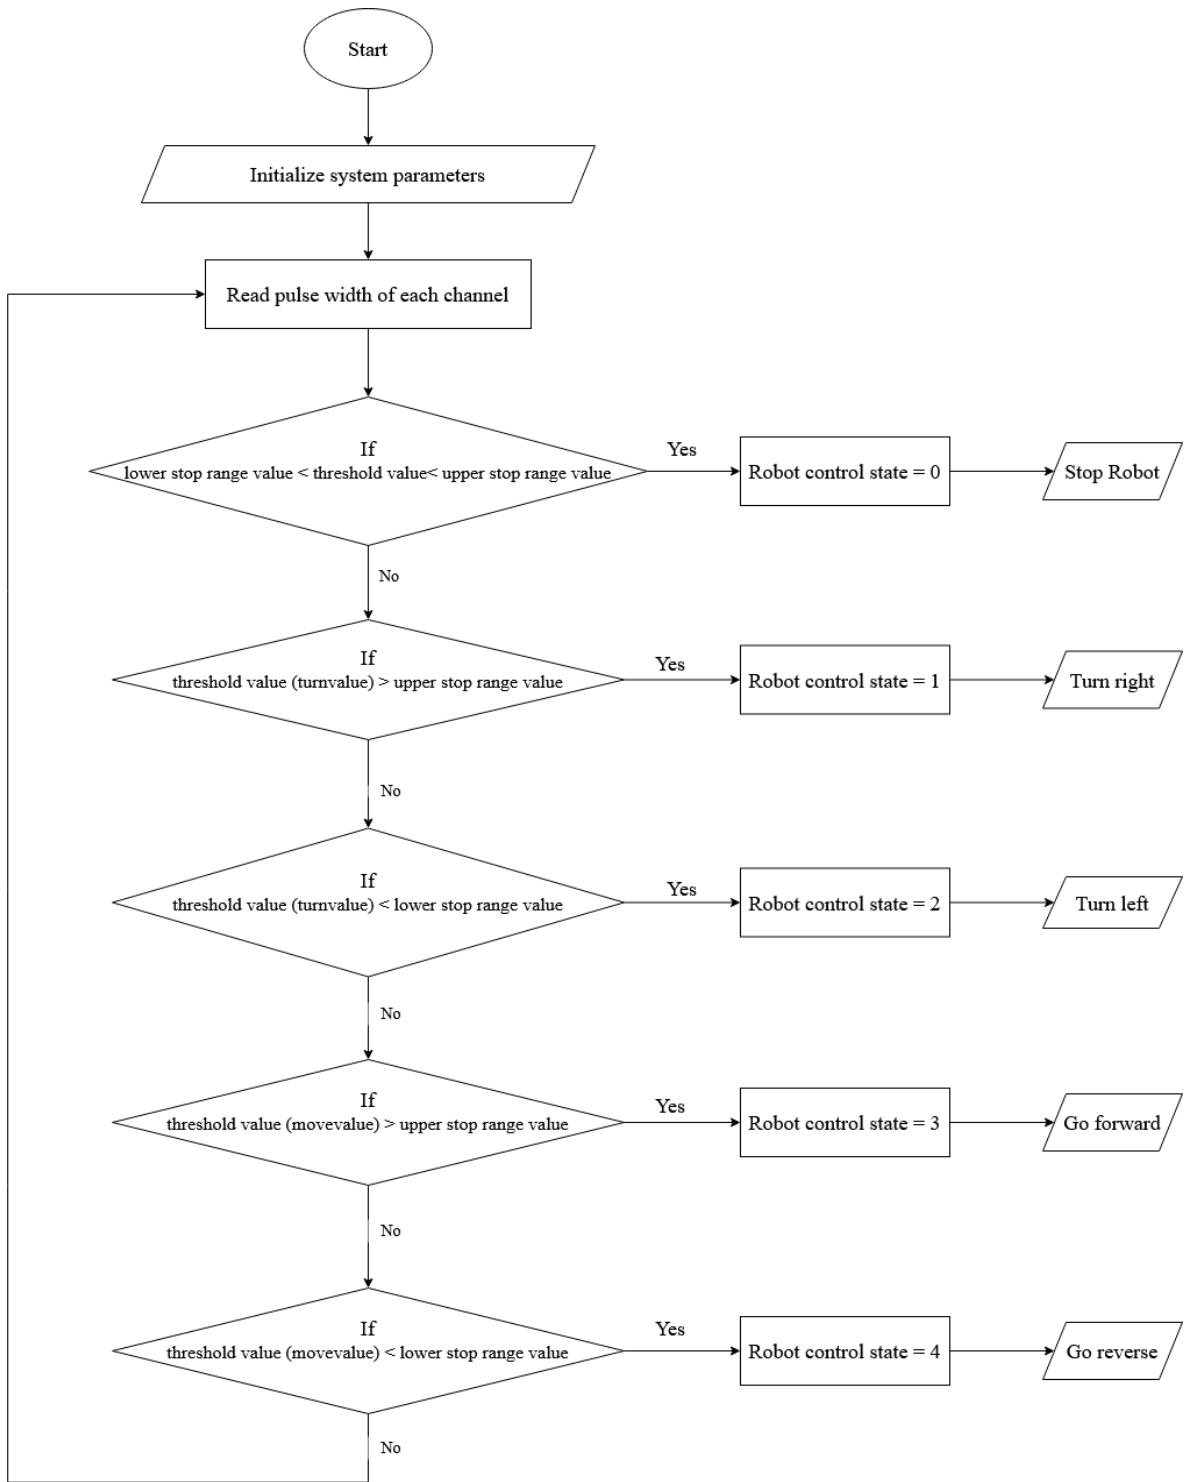 Start
Initialize system parameters
Read pulse width of each channel
If
lower stop range value < threshold value< upper stop range value
Yes
Robot control state = 0
Stop Robot
No
If
threshold value (turnvalue) > upper stop range value
Yes
Robot control state = 1
Turn right
No
If
threshold value (turnvalue) < lower stop range value
Yes
Robot control state = 2
Turn left
No
If
threshold value (movevalue) > upper stop range value
Yes
Robot control state = 3
Go forward
No
If
threshold value (movevalue) < lower stop range value
Yes
Robot control state = 4
Go reverse
No